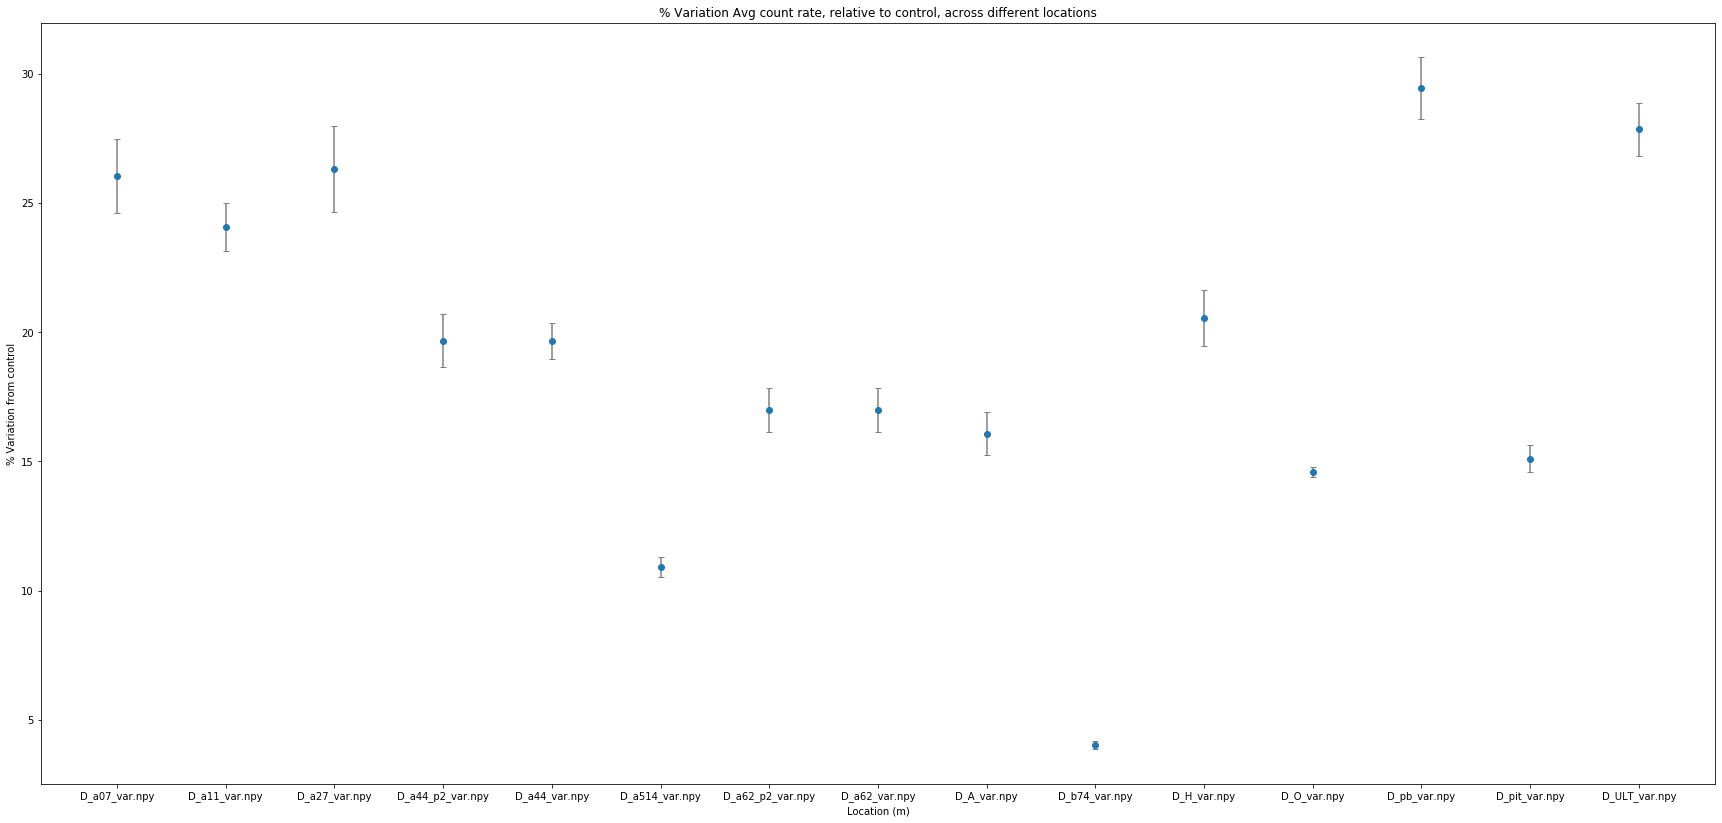 % Variation Avg count rate, relative to control, across different locations
30
25
20
15
10
5
% Variation from control
D_a07_var.npy D_a11_var.npy D_a27_var.npy D_a44_p2_var.npy D_a44_var.npy D_a514_var.npy D_a62_p2_var.npy D_a62_var.npy D_A_var.npy D_b74_var.npy D_H_var.npy D_O_var.npy D_pb_var.npy D_pit_var.npy D_ULT_var.npy
Location (m)